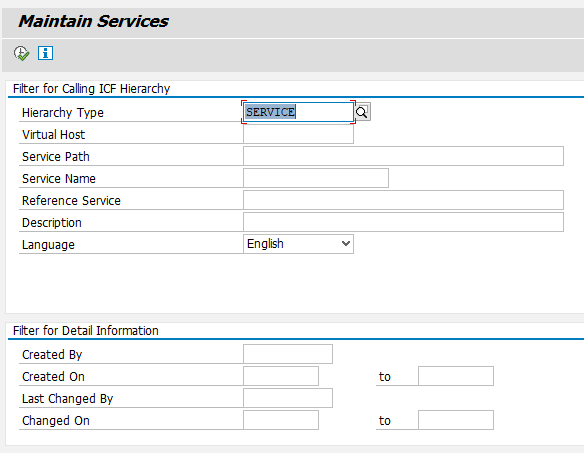 Maintain Services
Filter for Calling ICF Hierarchy
Hierarchy Type SERVICE
Virtual Host
Service Path
Service Name
Reference Service
Description
Language English
Filter for Detail Information
Created By
Created On to
Last Changed By
Changed On to